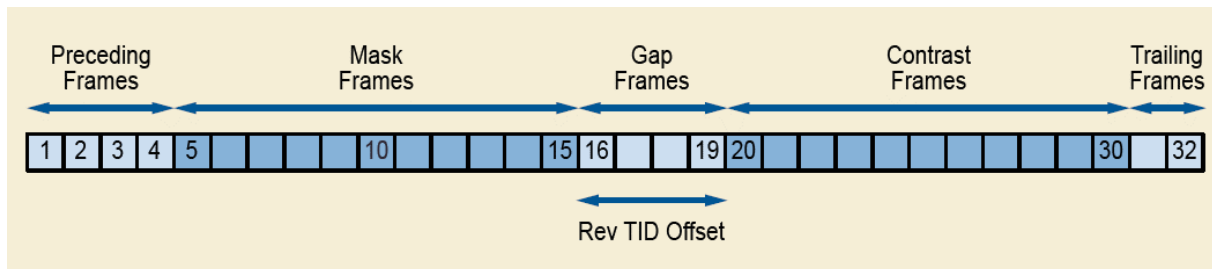 Preceding Frames
Mask Frames
Gap Frames
Contrast Frames
Trailing Frames
1 2 3 4 5 10 15 16 19 20 30 32
Rev TID Offset